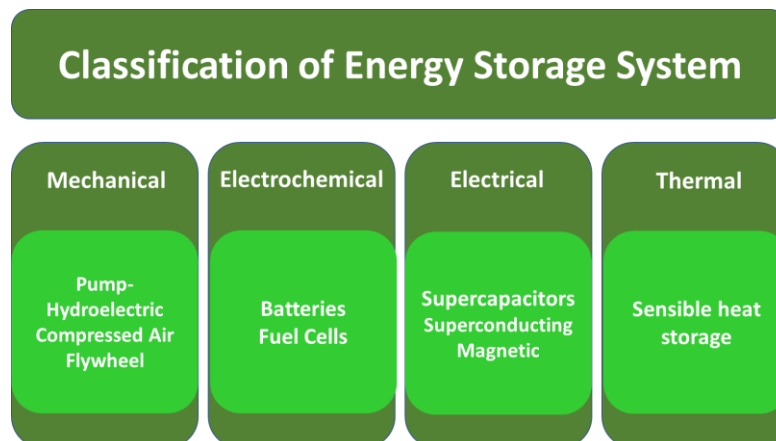 Classification of Energy Storage System
Mechanical
Pump-
Hydroelectric
Compressed Air
Flywheel
Electrochemical
Batteries
Fuel Cells
Electrical
Supercapacitors
Superconducting
Magnetic
Thermal
Sensible heat
storage